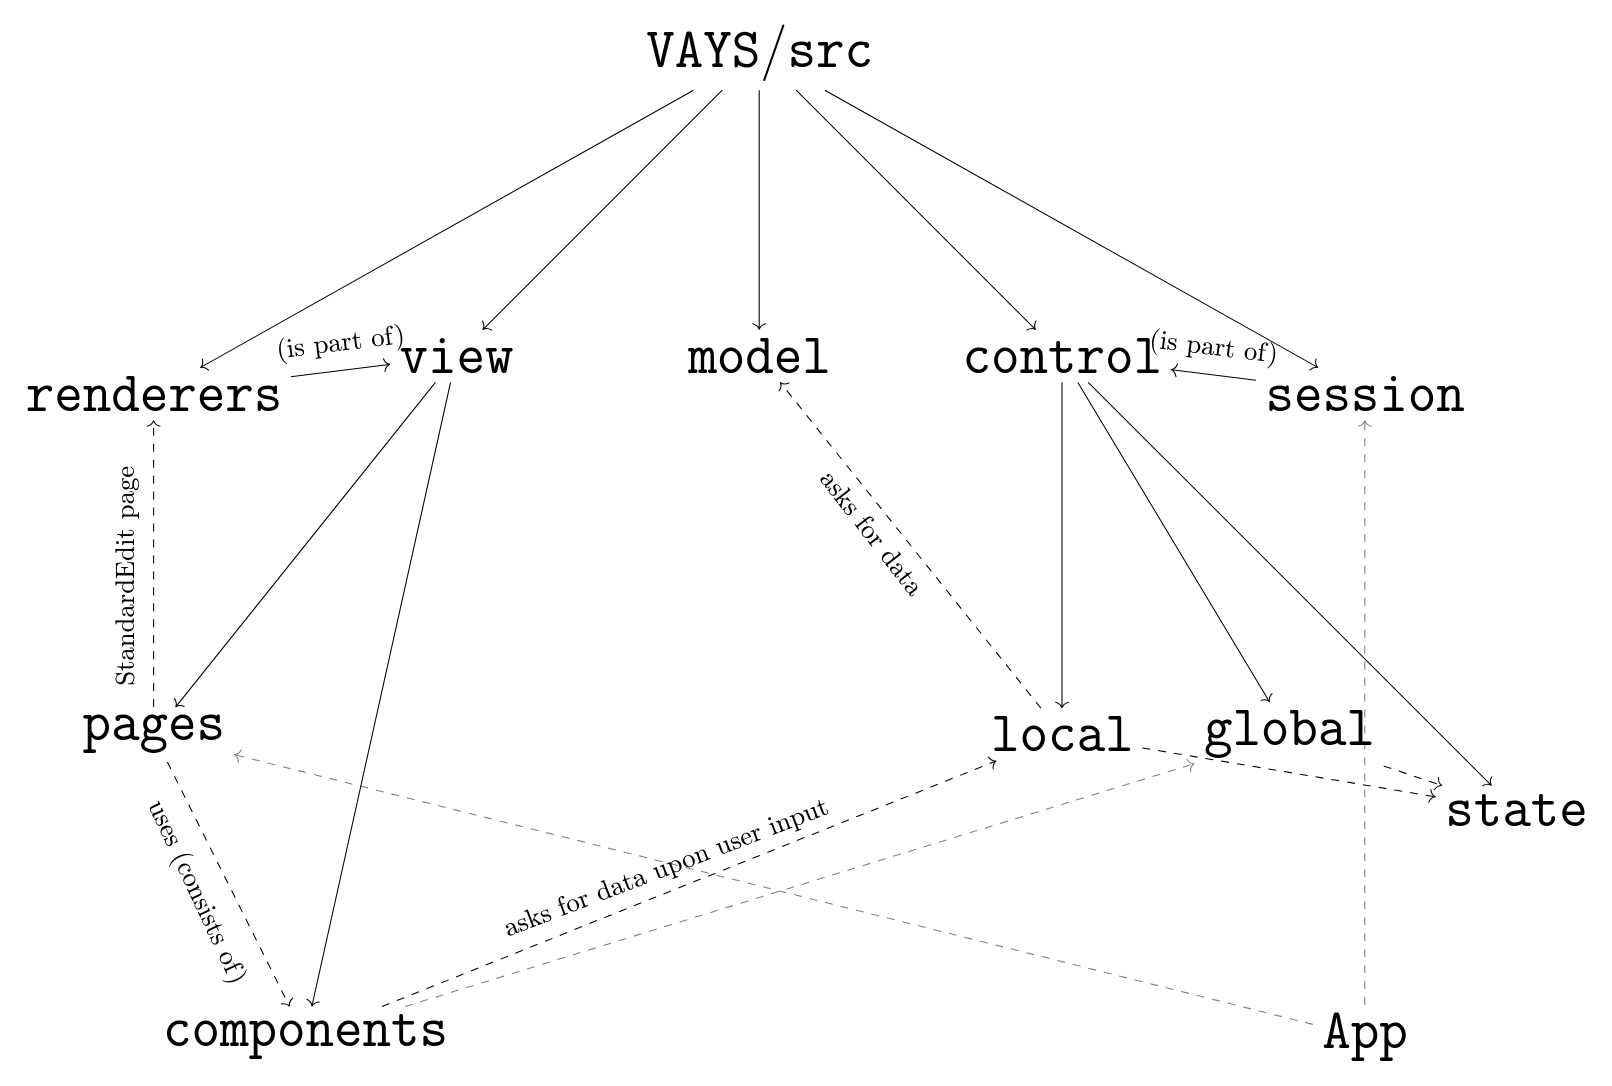 VAYS/src
(is part of)
view
model
control
(is part of)
renderers
session
StandardEdit page
asks for data
pages
local
global
state
uses (consists of)
asks for data upon user input
components
App